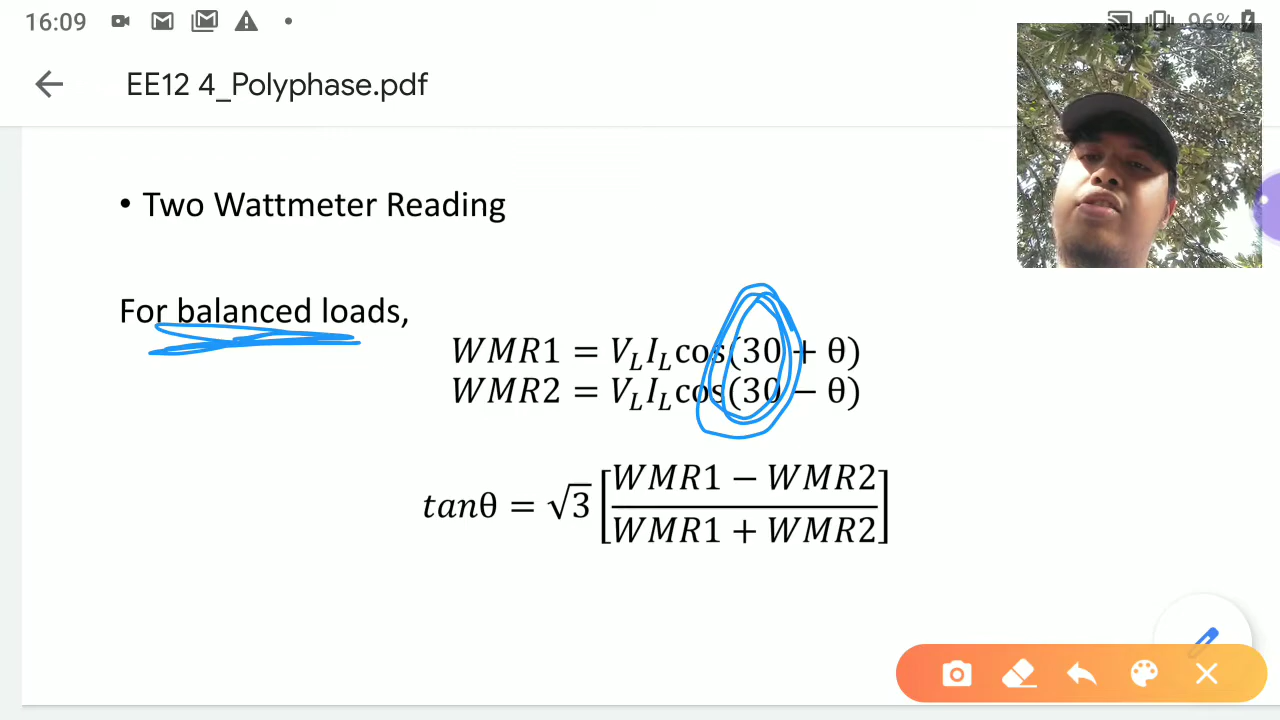 16:09 96%
EE12 4_Polyphase.pdf
• Two Wattmeter Reading
For balanced loads,
WMR1 = V_L I_L cos(30 + θ)
WMR2 = V_L I_L cos(30 − θ)
tanθ = √3 [(WMR1 − WMR2) / (WMR1 + WMR2)]